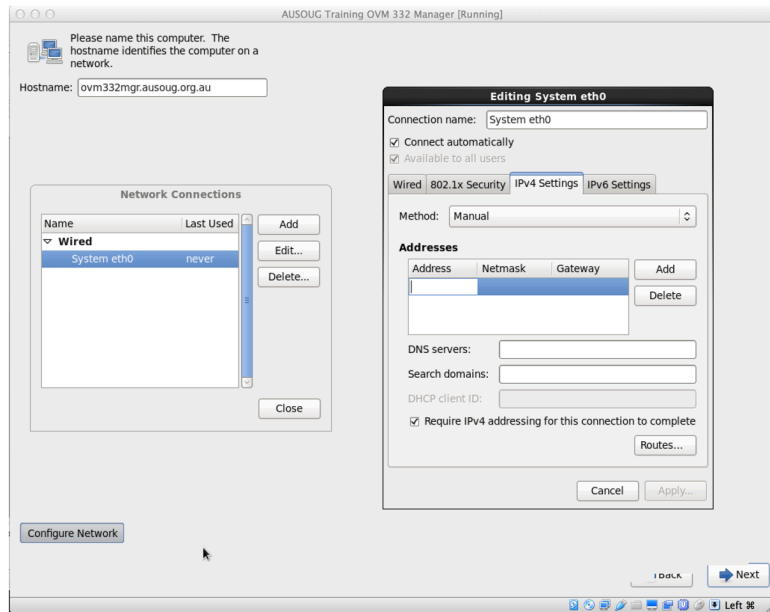 AUSOUG Training OVM 332 Manager [Running]
Please name this computer. The
hostname identifies the computer on a
network.
Hostname: ovm332mgr.ausoug.org.au
Network Connections
Name Last Used
Wired
System eth0 never
Add
Edit...
Delete...
Close
Editing System eth0
Connection name: System eth0
Connect automatically
Available to all users
Wired 802.1x Security IPv4 Settings IPv6 Settings
Method: Manual
Addresses
Address Netmask Gateway
Add
Delete
DNS servers:
Search domains:
DHCP client ID:
Require IPv4 addressing for this connection to complete
Routes...
Cancel Apply...
Configure Network
Back Next
Left ⌘